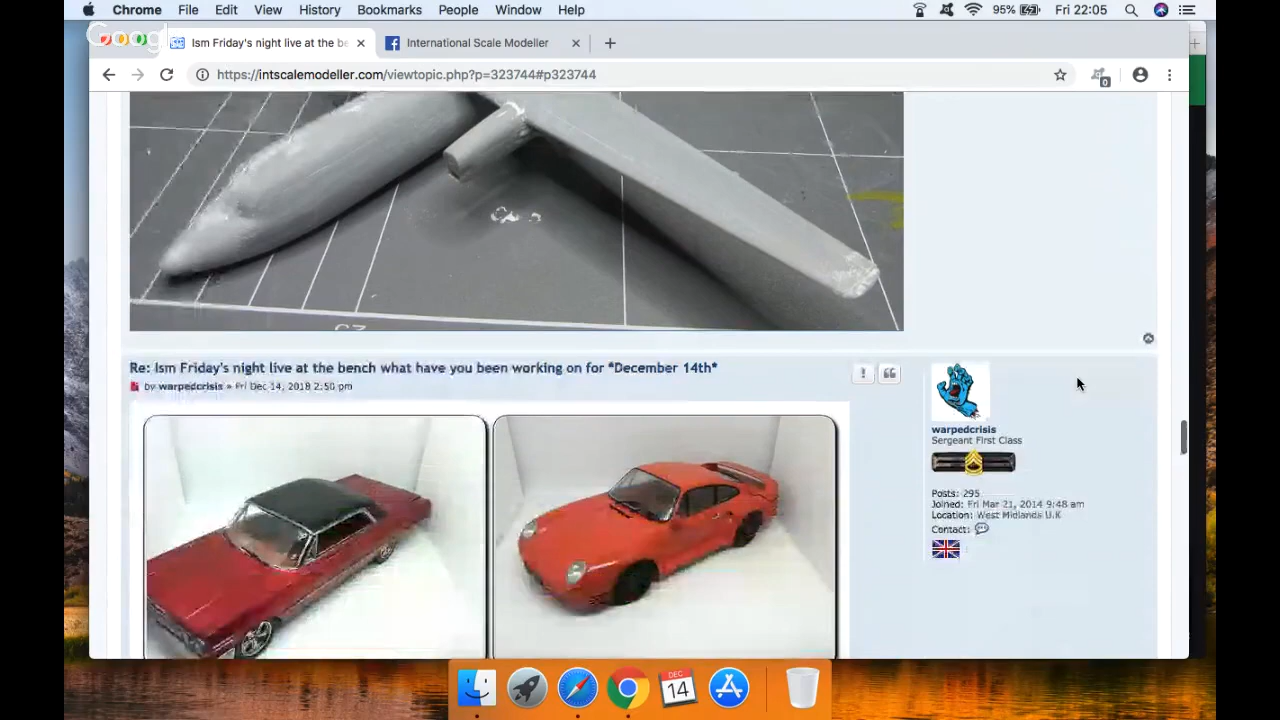 Chrome File Edit View History Bookmarks People Window Help 95% Fri 22:05
Ism Friday's night live at the be International Scale Modeller
https://intscalemodeller.com/viewtopic.php?p=323744#p323744
0
Re: Ism Friday's night live at the bench what have you been working on for *December 14th*
by warpedcrisis » Fri Dec 14, 2018 2:50 pm
warpedcrisis
Sergeant First Class
Posts: 295
Joined: Fri Mar 21, 2014 9:48 am
Location: West Midlands U.K
Contact:
DEC
14